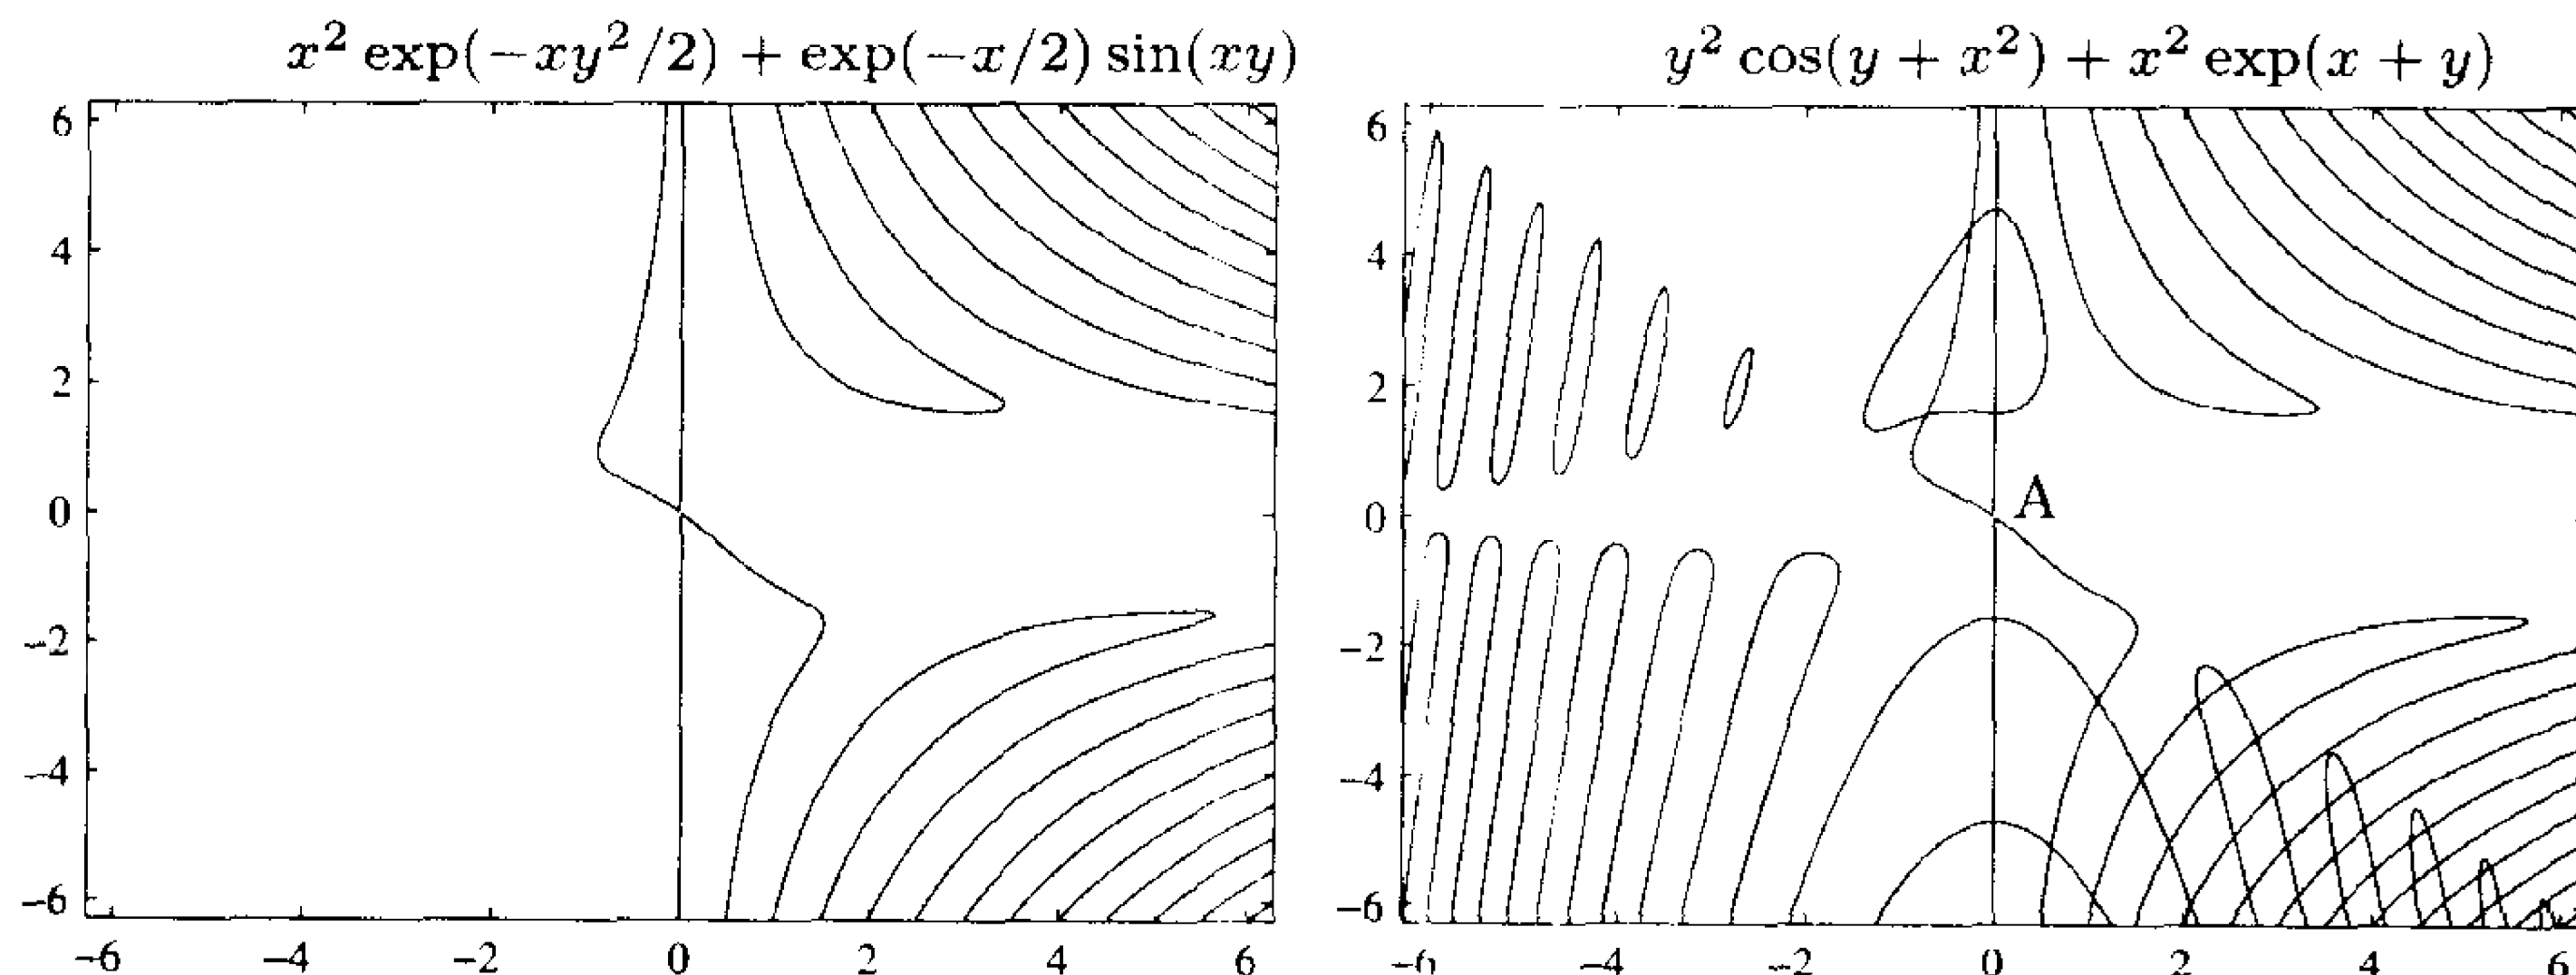 x² exp(−xy²/2) + exp(−x/2) sin(xy)
y² cos(y + x²) + x² exp(x + y)
6
4
2
0
−2
−4
−6
−6 −4 −2 0 2 4 6
6
4
2
0
−2
−4
−6
A
−6 −4 −2 0 2 4 6